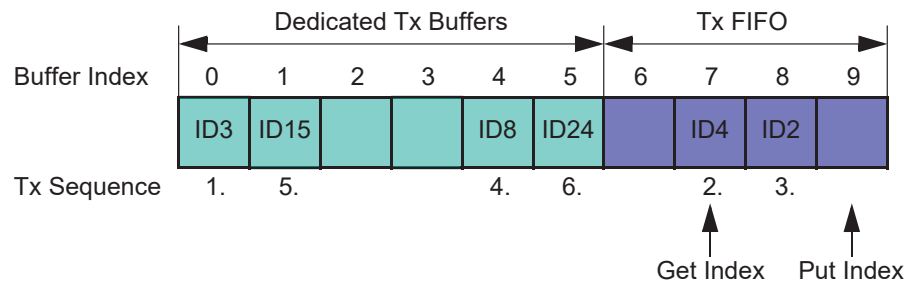 Dedicated Tx Buffers Tx FIFO
Buffer Index 0 1 2 3 4 5 6 7 8 9
ID3 ID15 ID8 ID24 ID4 ID2
Tx Sequence 1. 5. 4. 6. 2. 3.
Get Index Put Index